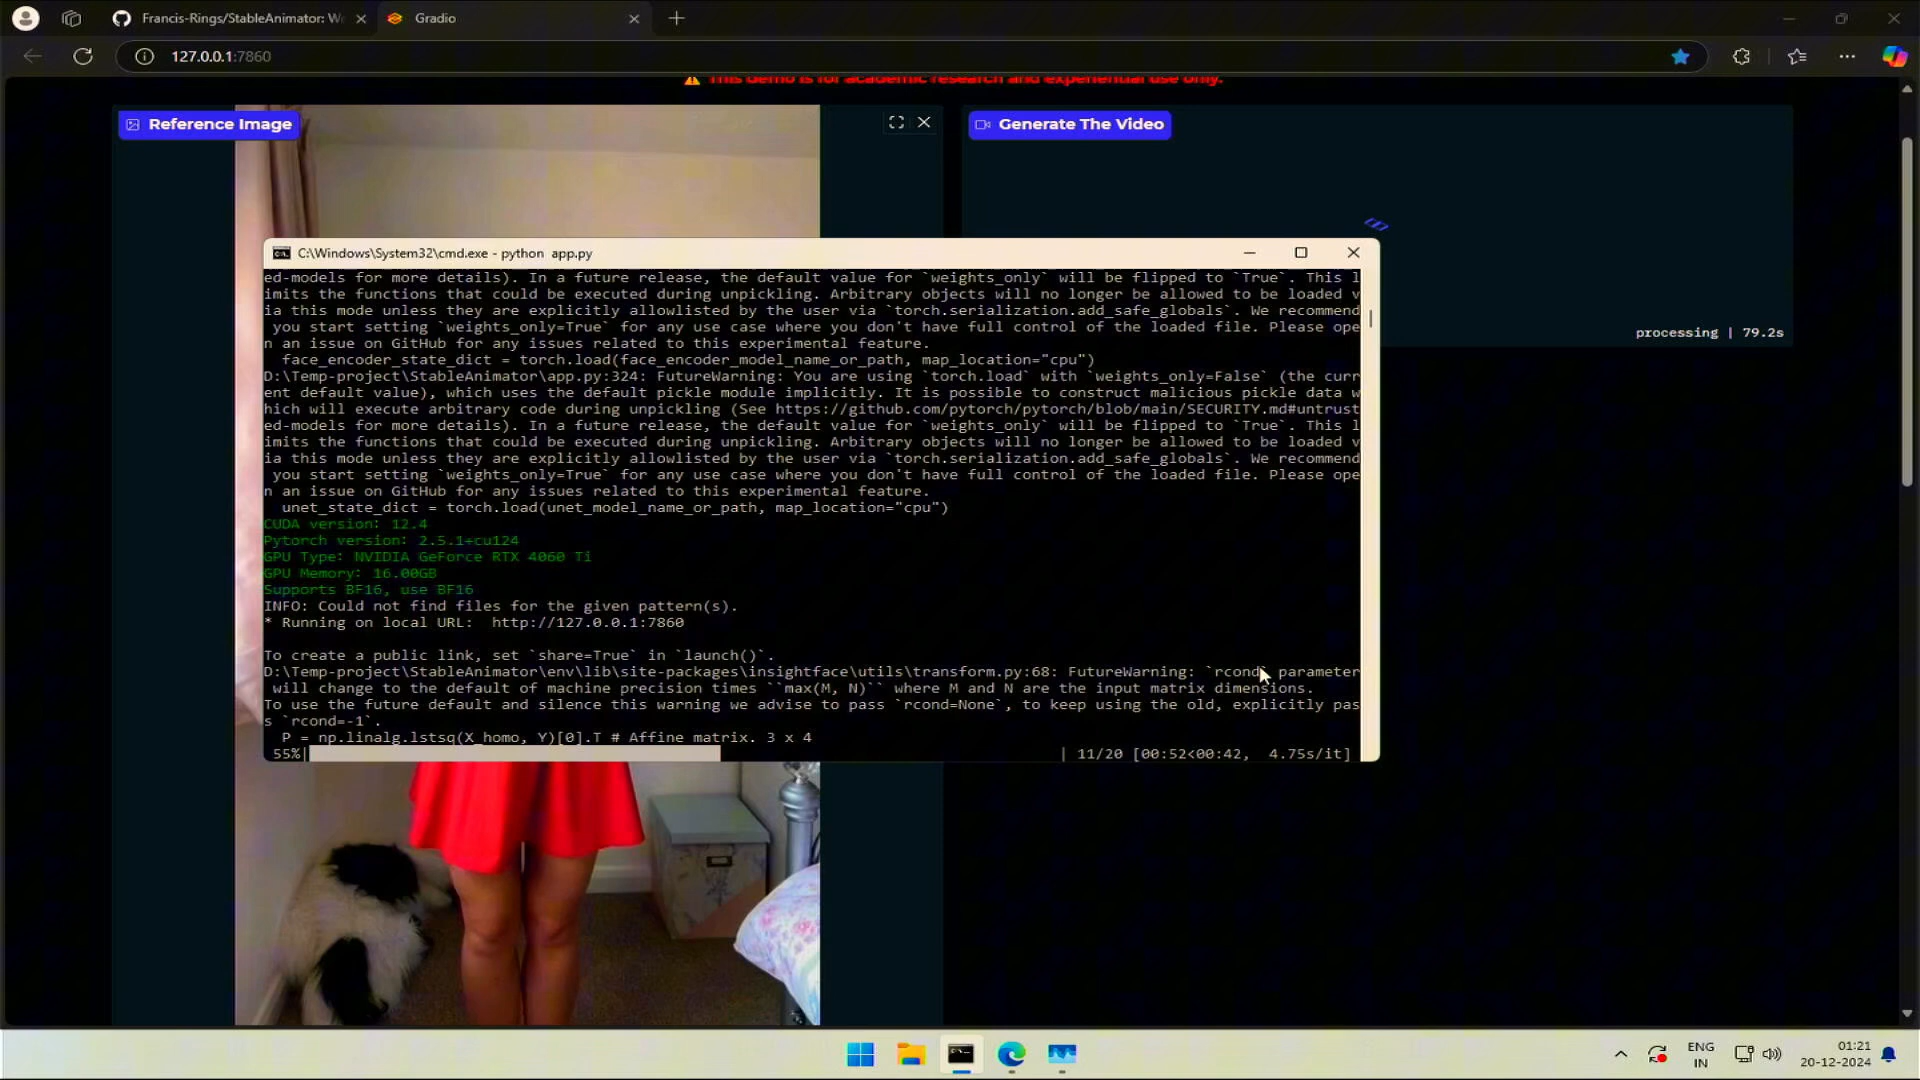 Francis-Rings/StableAnimator: We
Gradio
127.0.0.1:7860
This demo is for academic research and experiential use only.
Reference Image
Generate The Video
C:\Windows\System32\cmd.exe - python  app.py
ed-models for more details). In a future release, the default value for `weights_only` will be flipped to `True`. This l
imits the functions that could be executed during unpickling. Arbitrary objects will no longer be allowed to be loaded v
ia this mode unless they are explicitly allowlisted by the user via `torch.serialization.add_safe_globals`. We recommend
 you start setting `weights_only=True` for any use case where you don't have full control of the loaded file. Please ope
n an issue on GitHub for any issues related to this experimental feature.
  face_encoder_state_dict = torch.load(face_encoder_model_name_or_path, map_location="cpu")
D:\Temp-project\StableAnimator\app.py:324: FutureWarning: You are using `torch.load` with `weights_only=False` (the curr
ent default value), which uses the default pickle module implicitly. It is possible to construct malicious pickle data w
hich will execute arbitrary code during unpickling (See https://github.com/pytorch/pytorch/blob/main/SECURITY.md#untrust
ed-models for more details). In a future release, the default value for `weights_only` will be flipped to `True`. This l
imits the functions that could be executed during unpickling. Arbitrary objects will no longer be allowed to be loaded v
ia this mode unless they are explicitly allowlisted by the user via `torch.serialization.add_safe_globals`. We recommend
 you start setting `weights_only=True` for any use case where you don't have full control of the loaded file. Please ope
n an issue on GitHub for any issues related to this experimental feature.
  unet_state_dict = torch.load(unet_model_name_or_path, map_location="cpu")
CUDA version: 12.4
Pytorch version: 2.5.1+cu124
GPU Type: NVIDIA GeForce RTX 4060 Ti
GPU Memory: 16.00GB
Supports BF16, use BF16
INFO: Could not find files for the given pattern(s).
* Running on local URL:  http://127.0.0.1:7860
To create a public link, set `share=True` in `launch()`.
D:\Temp-project\StableAnimator\env\lib\site-packages\insightface\utils\transform.py:68: FutureWarning: `rcond` parameter
 will change to the default of machine precision times ``max(M, N)`` where M and N are the input matrix dimensions.
To use the future default and silence this warning we advise to pass `rcond=None`, to keep using the old, explicitly pas
s `rcond=-1`.
  P = np.linalg.lstsq(X_homo, Y)[0].T # Affine matrix. 3 x 4
 55%|          | 11/20 [00:52<00:42,  4.75s/it]
processing | 79.2s
ENG
IN
01:21
20-12-2024